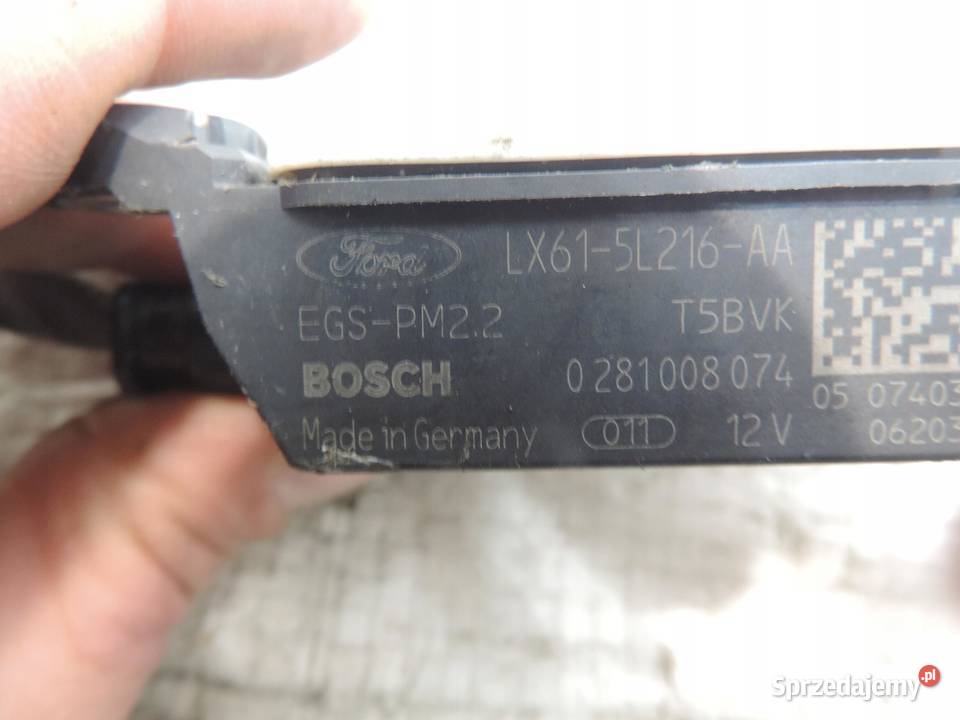 Ford LX61-5L216-AA
EGS-PM2.2 T5BVK
BOSCH 0 281 008 074
05 07403
Made in Germany 011 12 V
06203
Sprzedajemy.pl